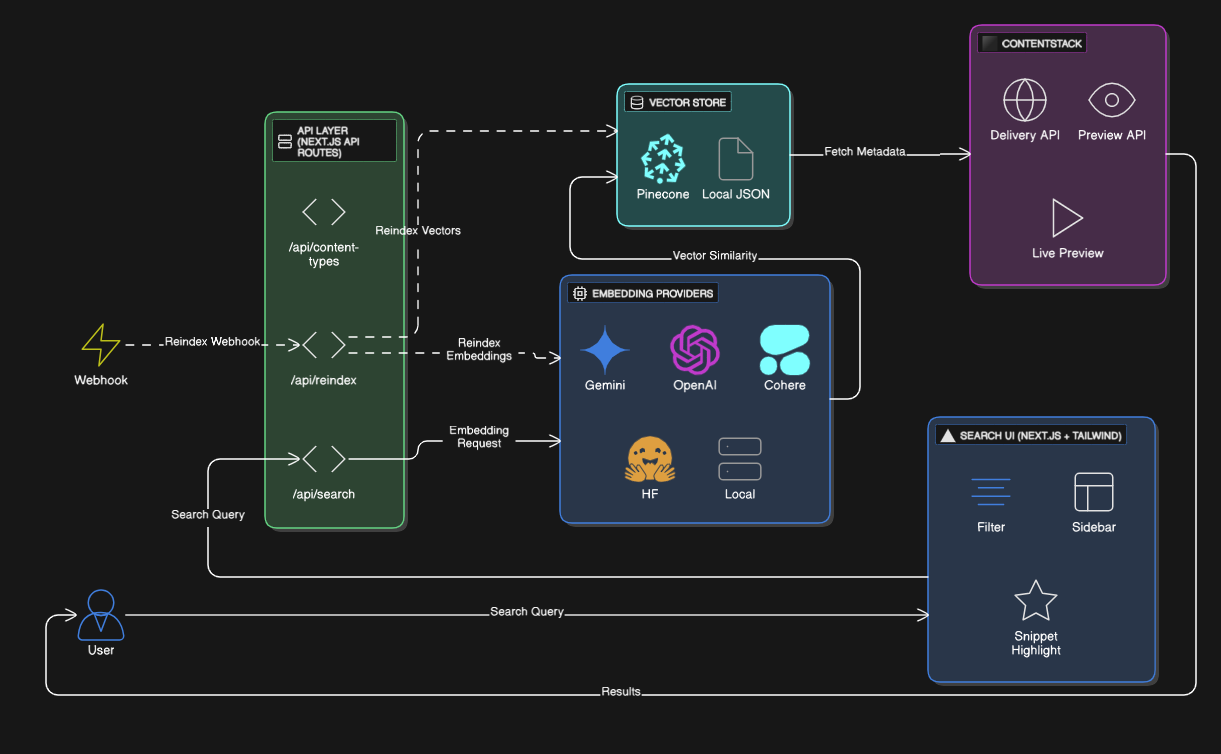 CONTENTSTACK
Delivery API
Preview API
Live Preview
VECTOR STORE
Pinecone
Local JSON
Fetch Metadata
API LAYER
(NEXT.JS API
ROUTES)
/api/content-
types
/api/reindex
/api/search
Reindex Vectors
Vector Similarity
EMBEDDING PROVIDERS
Gemini
OpenAI
Cohere
HF
Local
Webhook
Reindex Webhook
Reindex
Embeddings
Embedding
Request
Search Query
SEARCH UI (NEXT.JS + TAILWIND)
Filter
Sidebar
Snippet
Highlight
User
Search Query
Results